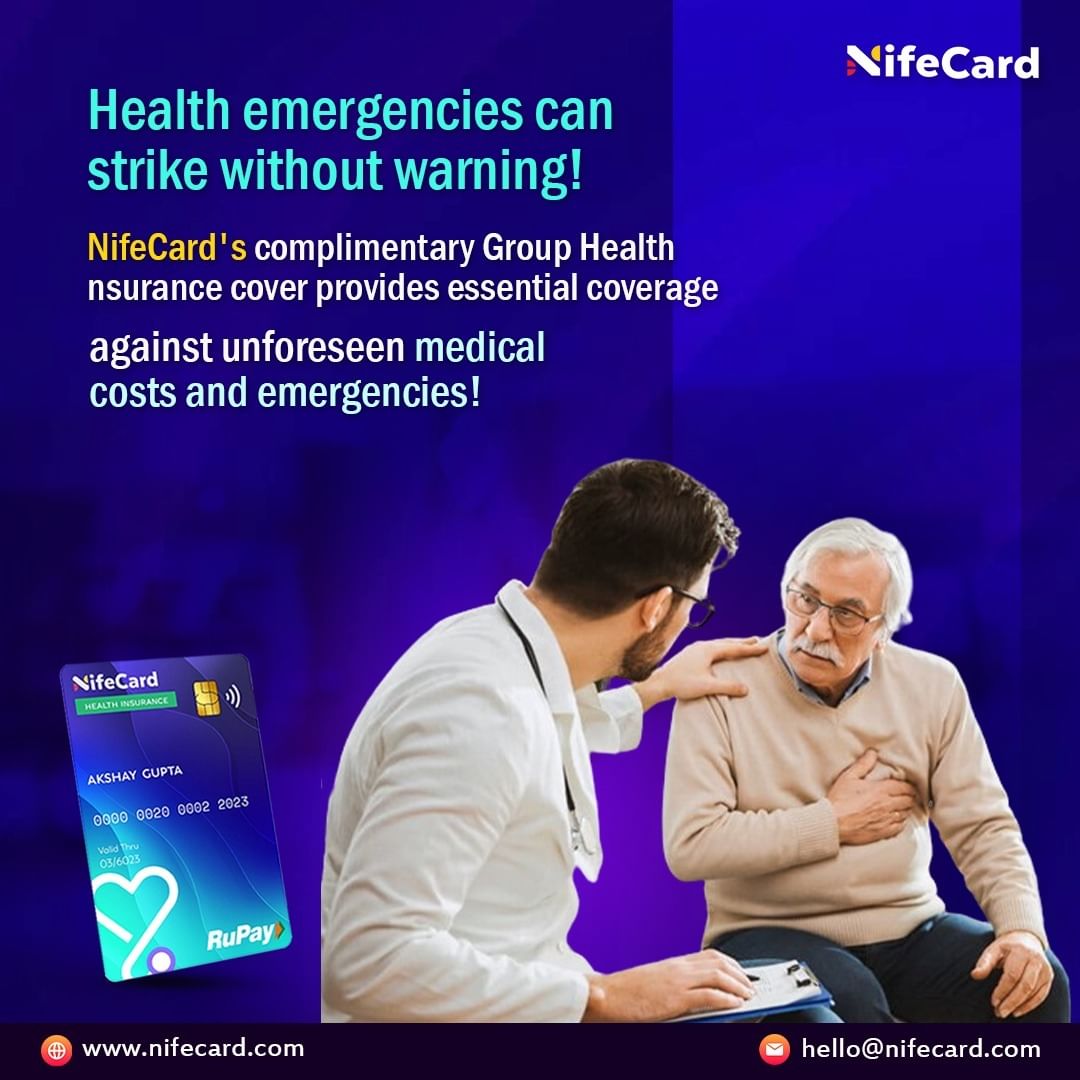 NifeCard
Health emergencies can
strike without warning!
NifeCard's complimentary Group Health
nsurance cover provides essential coverage
against unforeseen medical
costs and emergencies!
NifeCard
HEALTH INSURANCE
AKSHAY GUPTA
0000 0020 0002 2023
Valid Thru
03/6023
RuPay
www.nifecard.com
hello@nifecard.com